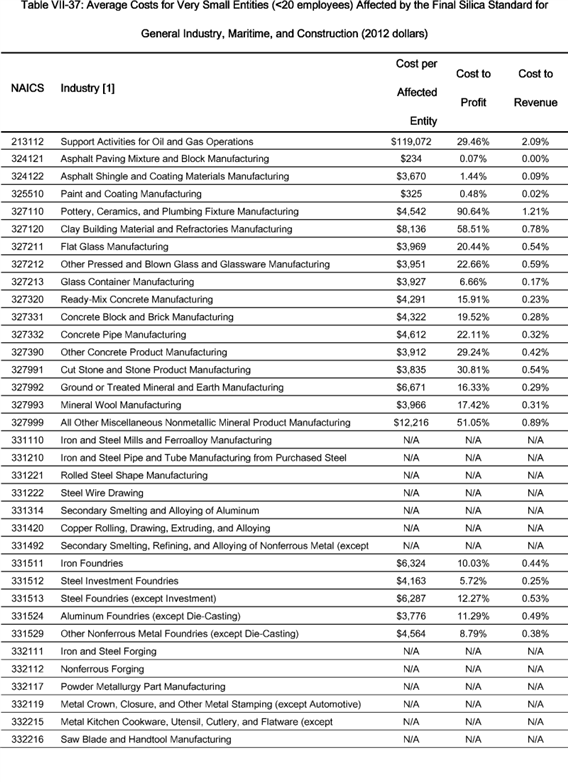 Table VII-37: Average Costs for Very Small Entities (<20 employees) Affected by the Final Silica Standard for
General Industry, Maritime, and Construction (2012 dollars)
NAICS Industry [1] Cost per Affected Entity Cost to Profit Cost to Revenue
213112 Support Activities for Oil and Gas Operations $119,072 29.46% 2.09%
324121 Asphalt Paving Mixture and Block Manufacturing $234 0.07% 0.00%
324122 Asphalt Shingle and Coating Materials Manufacturing $3,670 1.44% 0.09%
325510 Paint and Coating Manufacturing $325 0.48% 0.02%
327110 Pottery, Ceramics, and Plumbing Fixture Manufacturing $4,542 90.64% 1.21%
327120 Clay Building Material and Refractories Manufacturing $8,136 58.51% 0.78%
327211 Flat Glass Manufacturing $3,969 20.44% 0.54%
327212 Other Pressed and Blown Glass and Glassware Manufacturing $3,951 22.66% 0.59%
327213 Glass Container Manufacturing $3,927 6.66% 0.17%
327320 Ready-Mix Concrete Manufacturing $4,291 15.91% 0.23%
327331 Concrete Block and Brick Manufacturing $4,322 19.52% 0.28%
327332 Concrete Pipe Manufacturing $4,612 22.11% 0.32%
327390 Other Concrete Product Manufacturing $3,912 29.24% 0.42%
327991 Cut Stone and Stone Product Manufacturing $3,835 30.81% 0.54%
327992 Ground or Treated Mineral and Earth Manufacturing $6,671 16.33% 0.29%
327993 Mineral Wool Manufacturing $3,966 17.42% 0.31%
327999 All Other Miscellaneous Nonmetallic Mineral Product Manufacturing $12,216 51.05% 0.89%
331110 Iron and Steel Mills and Ferroalloy Manufacturing N/A N/A N/A
331210 Iron and Steel Pipe and Tube Manufacturing from Purchased Steel N/A N/A N/A
331221 Rolled Steel Shape Manufacturing N/A N/A N/A
331222 Steel Wire Drawing N/A N/A N/A
331314 Secondary Smelting and Alloying of Aluminum N/A N/A N/A
331420 Copper Rolling, Drawing, Extruding, and Alloying N/A N/A N/A
331492 Secondary Smelting, Refining, and Alloying of Nonferrous Metal (except N/A N/A N/A
331511 Iron Foundries $6,324 10.03% 0.44%
331512 Steel Investment Foundries $4,163 5.72% 0.25%
331513 Steel Foundries (except Investment) $6,287 12.27% 0.53%
331524 Aluminum Foundries (except Die-Casting) $3,776 11.29% 0.49%
331529 Other Nonferrous Metal Foundries (except Die-Casting) $4,564 8.79% 0.38%
332111 Iron and Steel Forging N/A N/A N/A
332112 Nonferrous Forging N/A N/A N/A
332117 Powder Metallurgy Part Manufacturing N/A N/A N/A
332119 Metal Crown, Closure, and Other Metal Stamping (except Automotive) N/A N/A N/A
332215 Metal Kitchen Cookware, Utensil, Cutlery, and Flatware (except N/A N/A N/A
332216 Saw Blade and Handtool Manufacturing N/A N/A N/A